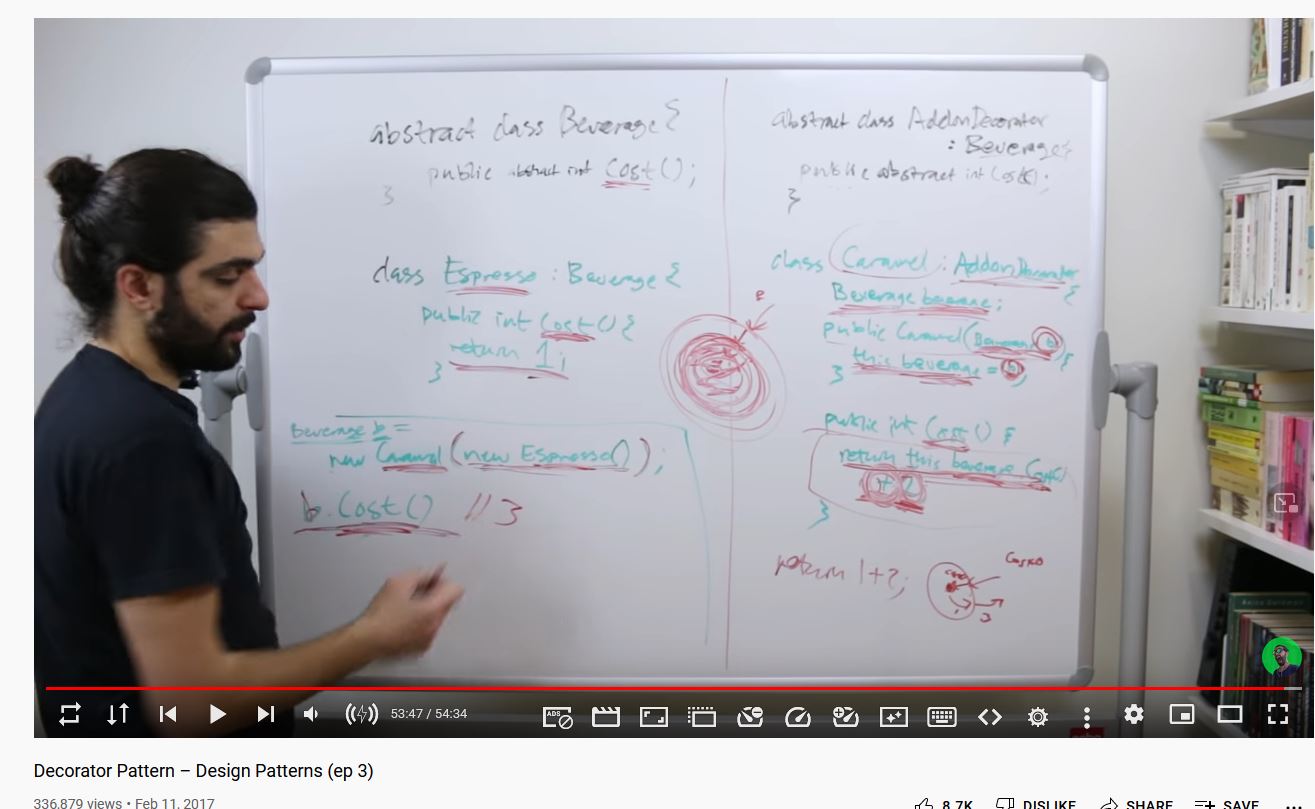 abstract class Beverage {
public abstract int Cost();
}
class Espresso : Beverage {
public int Cost() {
return 1;
}
Beverage b =
new Caramel (new Espresso());
b.Cost() // 3
abstract class AddonDecorator
: Beverage {
public abstract int Cost();
}
class Caramel : AddonDecorator
{
Beverage beverage;
public Caramel(Beverage b) {
this.beverage = b;
}
public int Cost() {
return this.beverage.Cost()
+ 2
}
return 1+2;
3
ADS
53:47 / 54:34
Decorator Pattern – Design Patterns (ep 3)
336,879 views • Feb 11, 2017
8.7K
DISLIKE
SHARE
SAVE